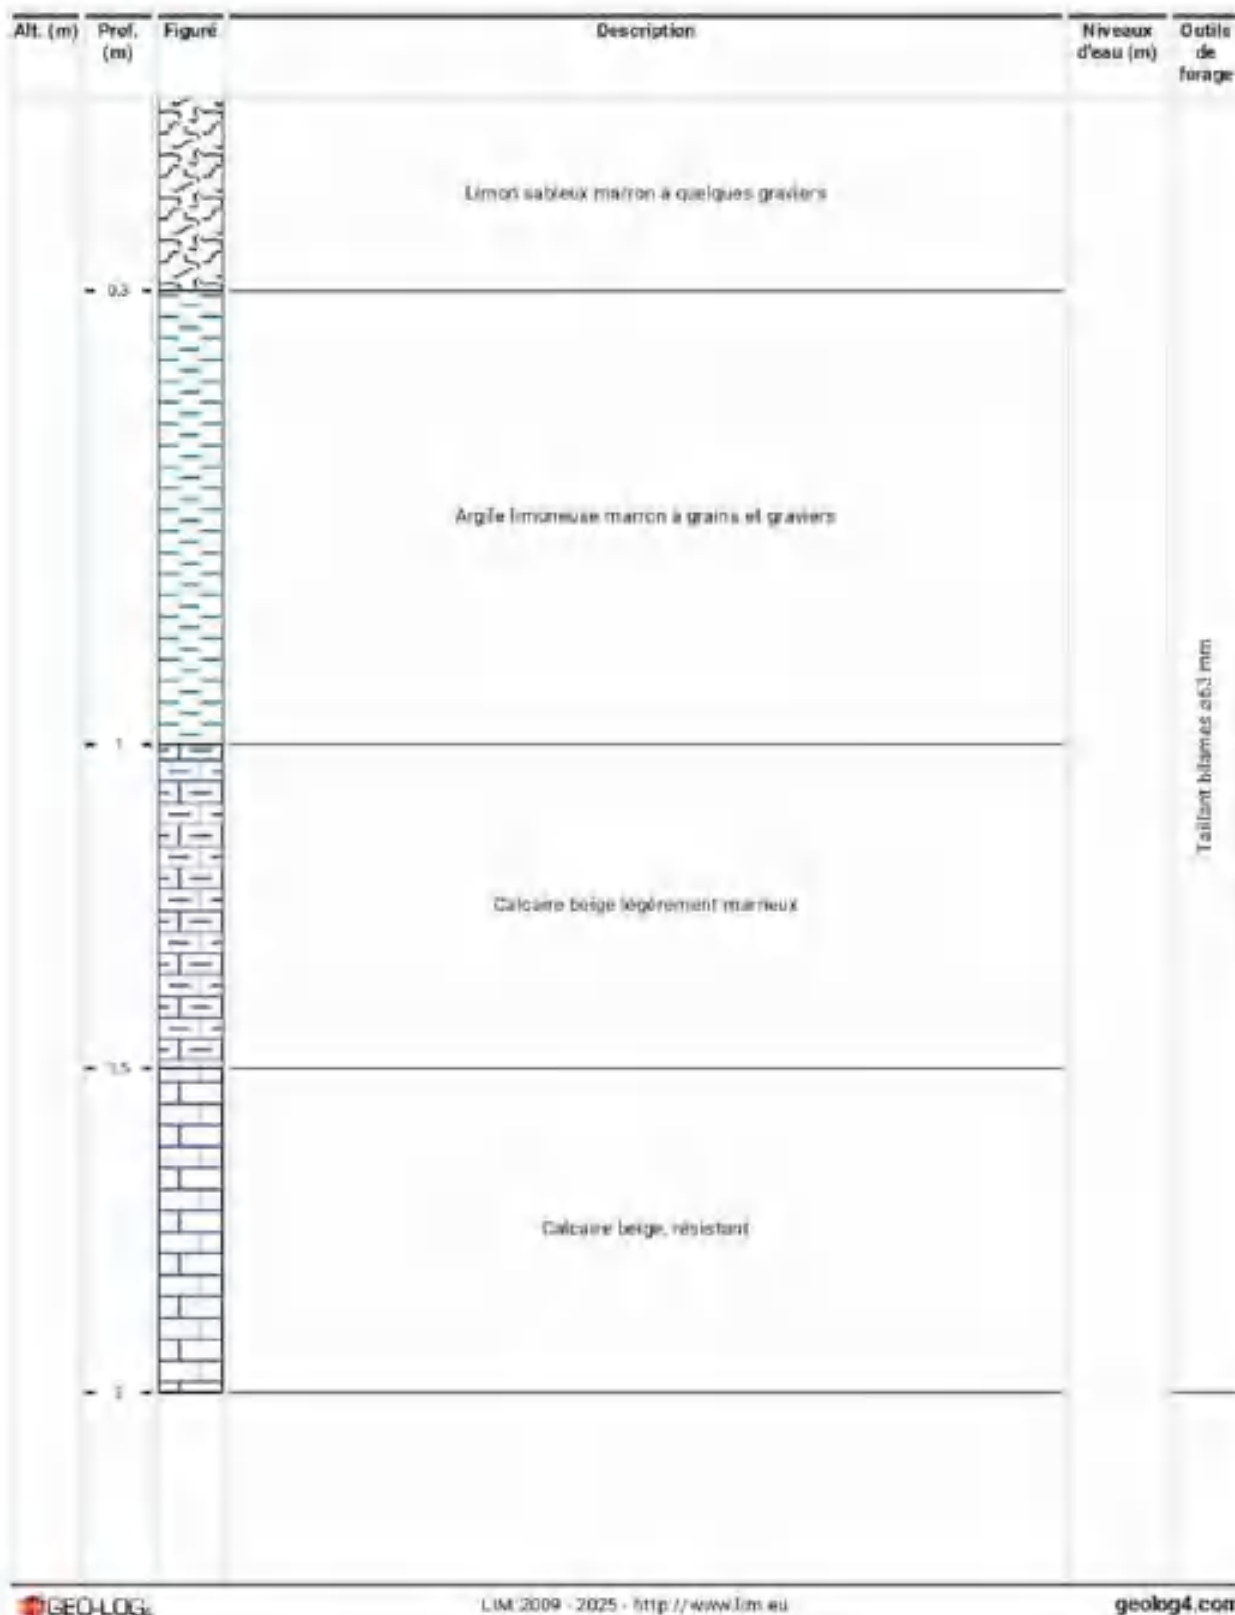 Alt. (m) Prof. (m) Figuré Description Niveaux d'eau (m) Outils de forage
Limon sableux marron à quelques graviers
0.3
Argile limoneuse marron à grains et graviers
1
Taillant bilames ø63 mm
Calcaire beige légèrement marneux
1.5
Calcaire beige, résistant
2
GEO-LOG4
LIM 2009 - 2025 - http://www.lim.eu
geolog4.com